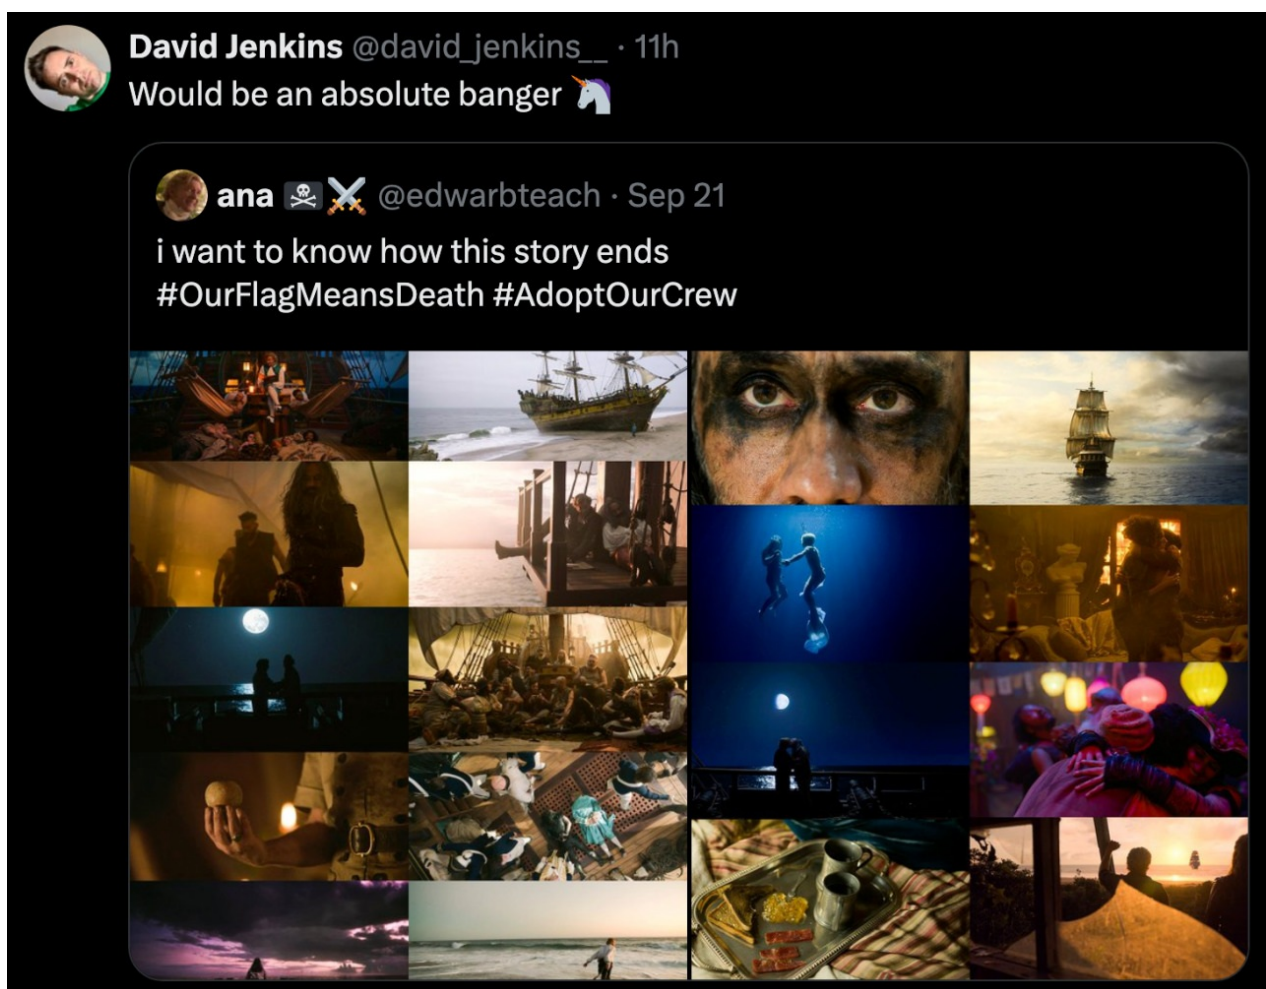 David Jenkins @david_jenkins__ · 11h
Would be an absolute banger 🦄
ana 🏴‍☠️⚔️ @edwarbteach · Sep 21
i want to know how this story ends
#OurFlagMeansDeath #AdoptOurCrew